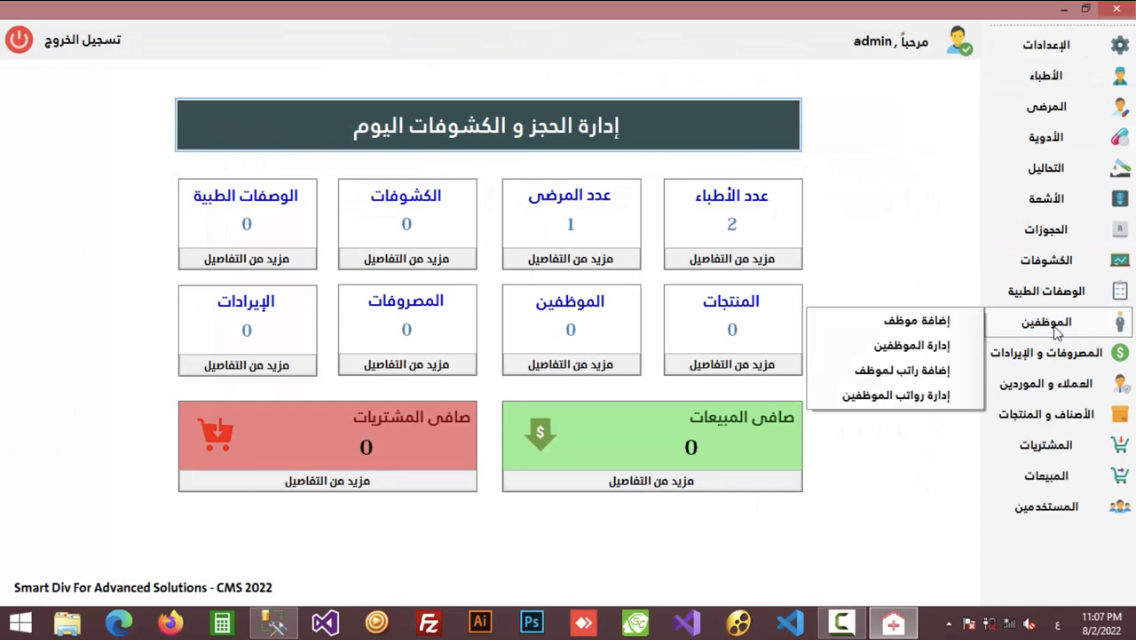 مرحباً , admin
تسجيل الخروج
الإعدادات
الأطباء
المرضى
الأدوية
التحاليل
الأشعة
الحجوزات
الكشوفات
الوصفات الطبية
الموظفين
المصروفات و الإيرادات
العملاء و الموردين
الأصناف و المنتجات
المشتريات
المبيعات
المستخدمين
إضافة موظف
إدارة الموظفين
إضافة راتب لموظف
إدارة رواتب الموظفين
إدارة الحجز و الكشوفات اليوم
عدد الأطباء
2
مزيد من التفاصيل
عدد المرضى
1
مزيد من التفاصيل
الكشوفات
0
مزيد من التفاصيل
الوصفات الطبية
0
مزيد من التفاصيل
المنتجات
0
مزيد من التفاصيل
الموظفين
0
مزيد من التفاصيل
المصروفات
0
مزيد من التفاصيل
الإيرادات
0
مزيد من التفاصيل
صافى المبيعات
0
مزيد من التفاصيل
صافى المشتريات
0
مزيد من التفاصيل
Smart Div For Advanced Solutions - CMS 2022
Fz
Ai
Ps
ع
11:07 PM
8/2/2022